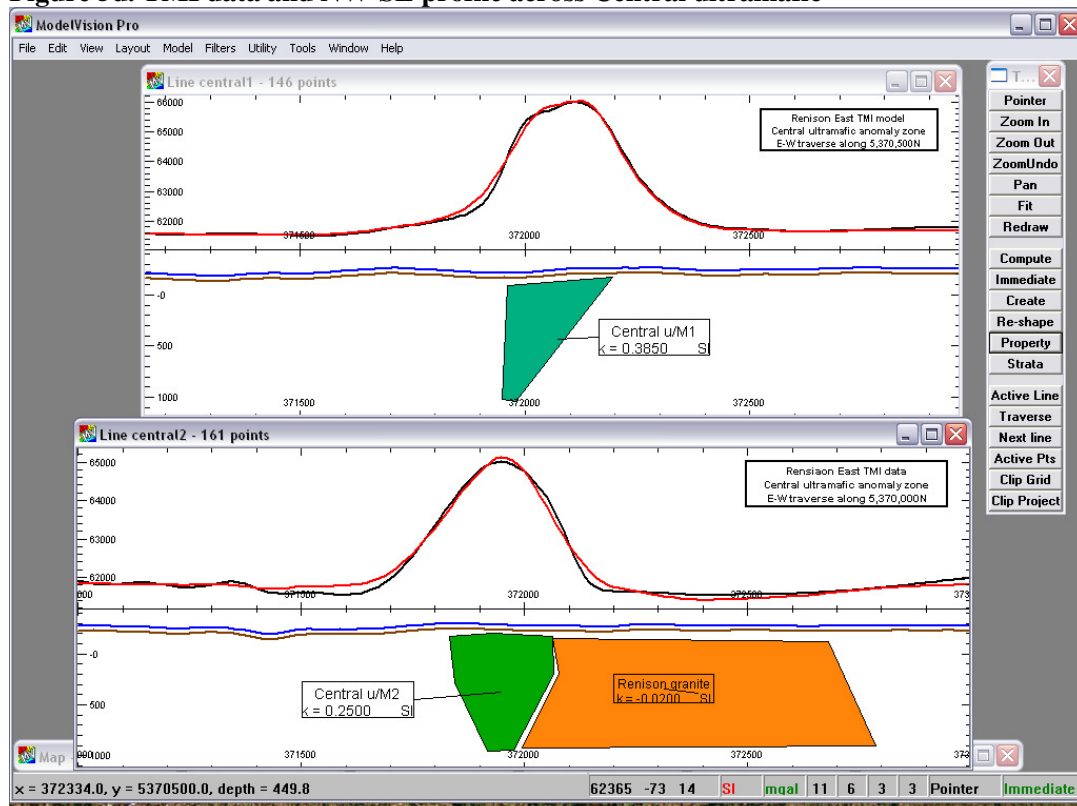 Figure 5d. TMI data and NW-SE profile across Central ultramafic
ModelVision Pro
File Edit View Layout Model Filters Utility Tools Window Help
Line central1 - 146 points
66000
65000
64000
63000
62000
371500 372000 372500
Renison East TMI model
Central ultramafic anomaly zone
E-W traverse along 5,370,500N
-0
500
1000
Central u/M1
k = 0.3850 SI
371500 372000 372500
Line central2 - 161 points
65000
64000
63000
62000
000 371500 372000 372500 373
Rensiaon East TMI data
Central ultramafic anomaly zone
E-W traverse along 5,370,000N
-0
500
1000
Central u/M2
k = 0.2500 SI
Renison granite
k = -0.0200 SI
371500 372000 372500 373
T...
Pointer
Zoom In
Zoom Out
ZoomUndo
Pan
Fit
Redraw
Compute
Immediate
Create
Re-shape
Property
Strata
Active Line
Traverse
Next line
Active Pts
Clip Grid
Clip Project
Map
x = 372334.0, y = 5370500.0, depth = 449.8 62365 -73 14 SI mgal 11 6 3 3 Pointer Immediate